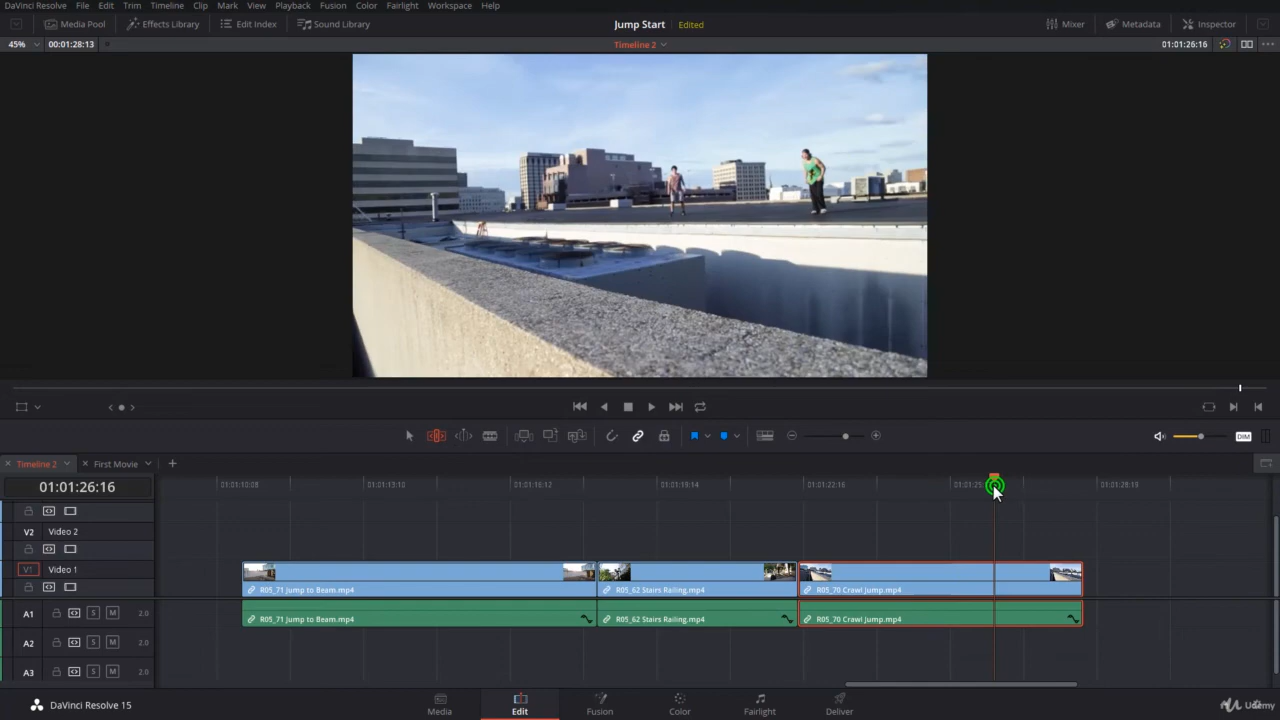 DaVinci Resolve File Edit Trim Timeline Clip Mark View Playback Fusion Color Fairlight Workspace Help
Media Pool Effects Library Edit Index Sound Library Jump Start Edited Mixer Metadata Inspector
45% 00:01:28:13 Timeline 2 01:01:26:16
DIM
Timeline 2 First Movie
01:01:26:16 01:01:10:08 01:01:13:10 01:01:16:12 01:01:19:14 01:01:22:16 01:01:25 01:01:28:19
V2 Video 2
V1 Video 1
R05_71 Jump to Beam.mp4 R05_62 Stairs Railing.mp4 R05_70 Crawl Jump.mp4
A1 S M 2.0 R05_71 Jump to Beam.mp4 R05_62 Stairs Railing.mp4 R05_70 Crawl Jump.mp4
A2 S M 2.0
A3 S M 2.0
DaVinci Resolve 15 Media Edit Fusion Color Fairlight Deliver Udemy